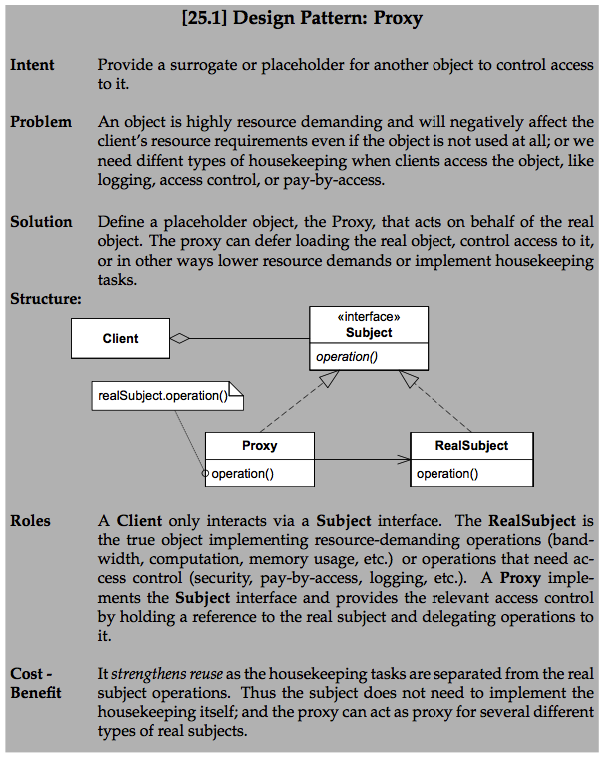 [25.1] Design Pattern: Proxy
Intent Provide a surrogate or placeholder for another object to control access
to it.
Problem An object is highly resource demanding and will negatively affect the
client's resource requirements even if the object is not used at all; or we
need diffent types of housekeeping when clients access the object, like
logging, access control, or pay-by-access.
Solution Define a placeholder object, the Proxy, that acts on behalf of the real
object. The proxy can defer loading the real object, control access to it,
or in other ways lower resource demands or implement housekeeping
tasks.
Structure:
«interface»
Client
Subject
operation()
realSubject.operation()
Proxy
RealSubject
operation()
operation()
Roles A Client only interacts via a Subject interface. The RealSubject is
the true object implementing resource-demanding operations (band-
width, computation, memory usage, etc.) or operations that need ac-
cess control (security, pay-by-access, logging, etc.). A Proxy imple-
ments the Subject interface and provides the relevant access control
by holding a reference to the real subject and delegating operations to
it.
Cost - It strengthens reuse as the housekeeping tasks are separated from the real
Benefit subject operations. Thus the subject does not need to implement the
housekeeping itself; and the proxy can act as proxy for several different
types of real subjects.